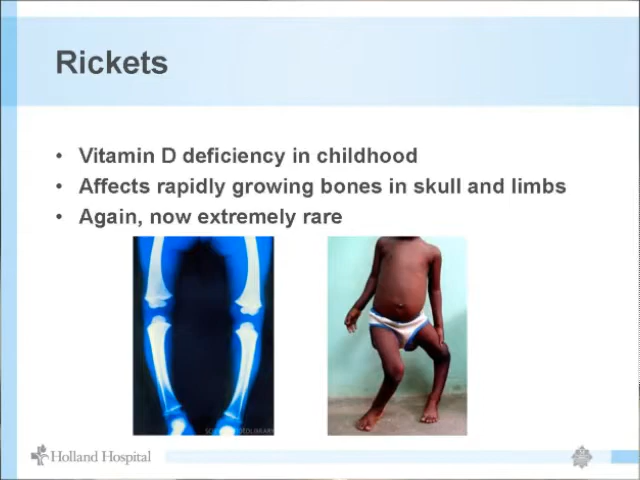 Rickets
• Vitamin D deficiency in childhood
• Affects rapidly growing bones in skull and limbs
• Again, now extremely rare
Holland Hospital